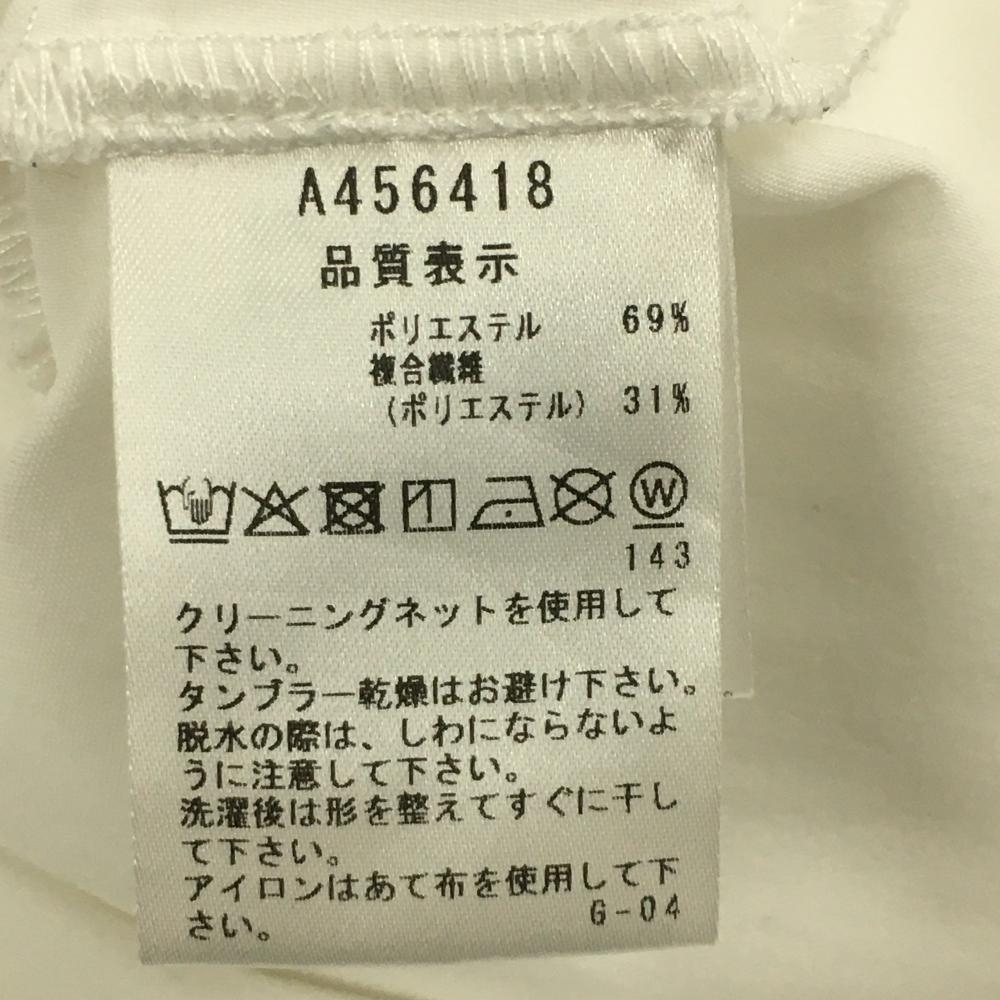 A456418
品質表示
ポリエステル 69%
複合繊維
(ポリエステル) 31%
W
143
クリーニングネットを使用して
下さい。
タンブラー乾燥はお避け下さい。
脱水の際は、しわにならないよ
うに注意して下さい。
洗濯後は形を整えてすぐに干し
て下さい。
アイロンはあて布を使用して下
さい。
G-04